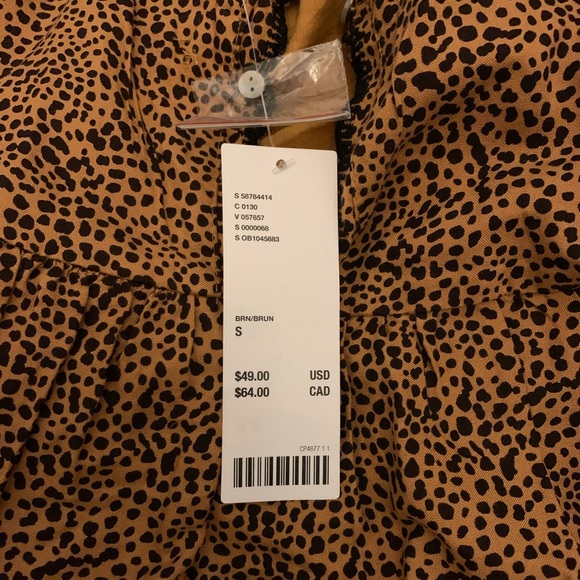 S 58784414
C 0130
V 057857
S 0000068
S OB1045883
BRN/BRUN
S
$49.00 USD
$64.00 CAD
CP4877 1 1